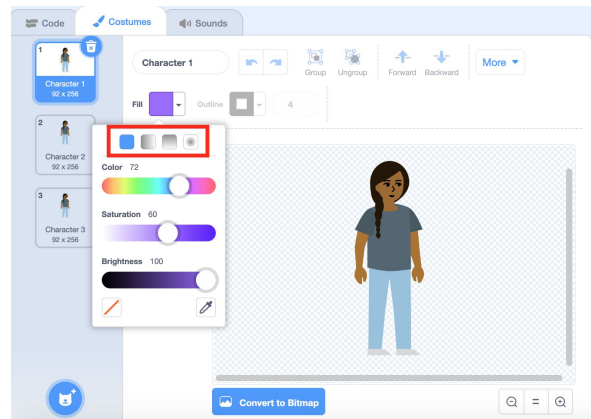 Code
Costumes
Sounds
1
Character 1
92 x 256
2
Character 2
92 x 256
3
Character 3
92 x 256
Character 1
Group
Ungroup
Forward
Backward
More
Fill
Outline
4
Color 72
Saturation 60
Brightness 100
Convert to Bitmap
=